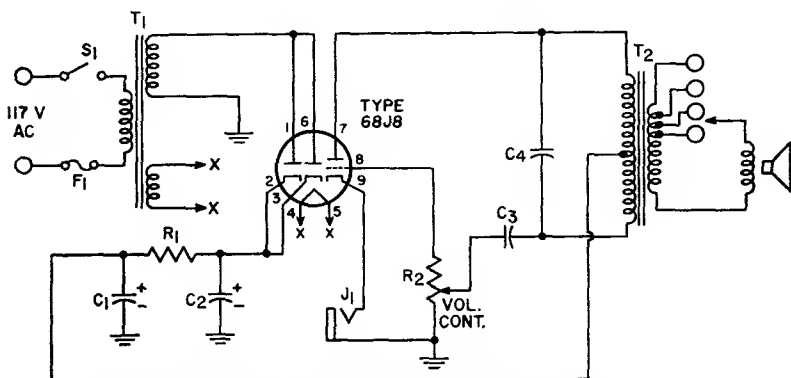 T1
S1
117 V
AC
F1
X
X
TYPE
68J8
1
6
7
8
9
2
3
4
5
X
X
R1
C1
+
-
C2
+
-
J1
R2
VOL.
CONT.
C3
C4
T2